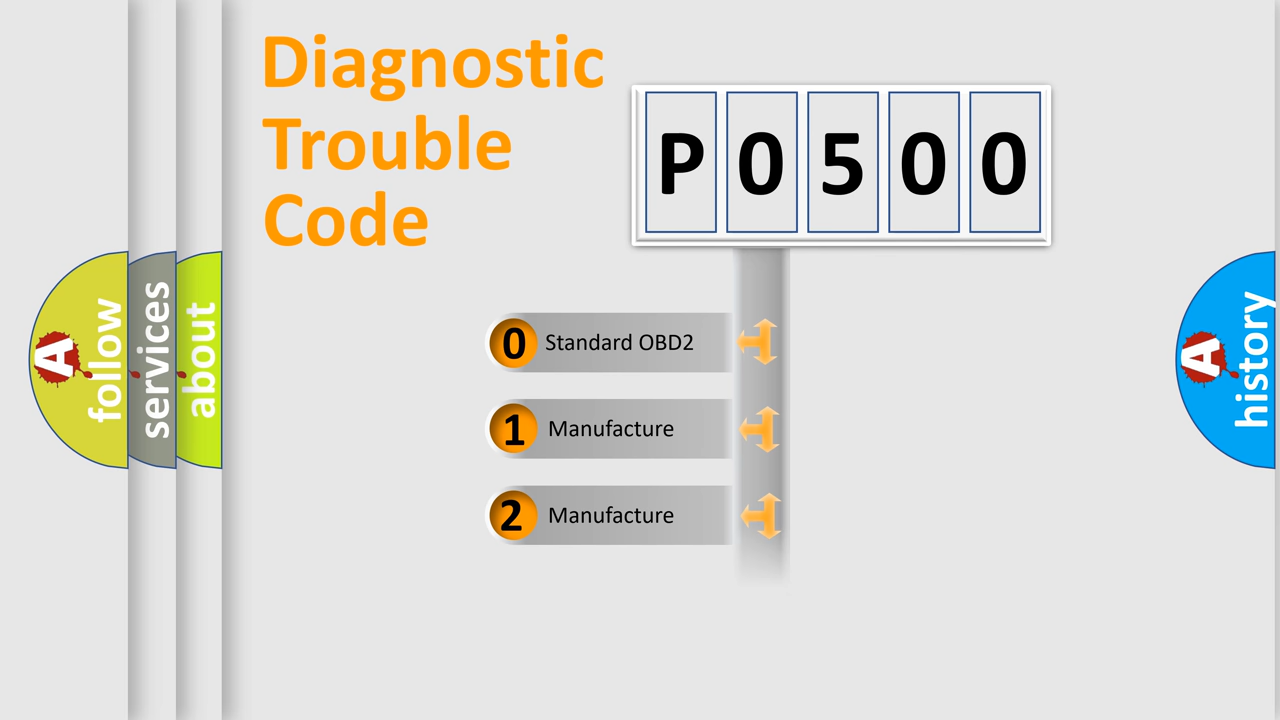 Diagnostic
Trouble
Code
P0500
0 Standard OBD2
1 Manufacture
2 Manufacture
A follow
services
about
A history